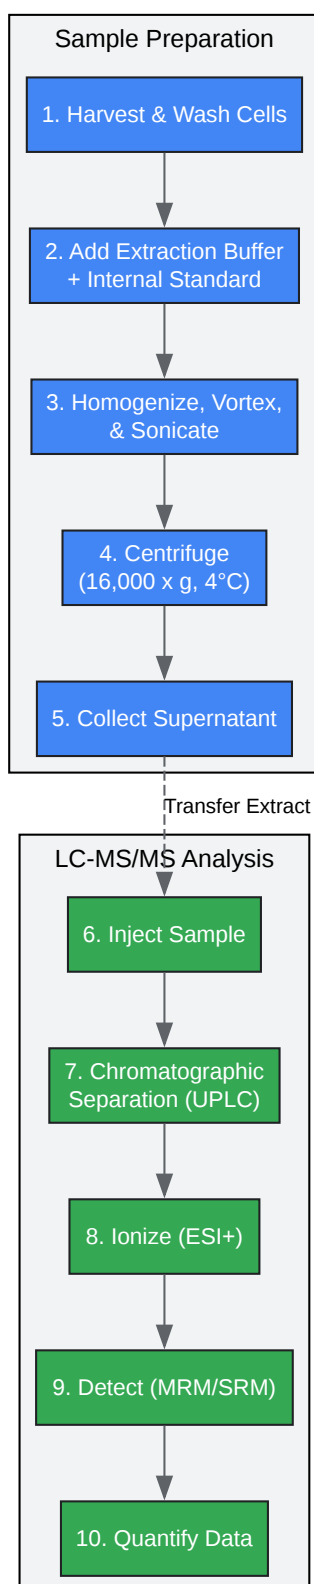 Sample Preparation
1. Harvest & Wash Cells
2. Add Extraction Buffer
+ Internal Standard
3. Homogenize, Vortex,
& Sonicate
4. Centrifuge
(16,000 x g, 4°C)
5. Collect Supernatant
Transfer Extract
LC-MS/MS Analysis
6. Inject Sample
7. Chromatographic
Separation (UPLC)
8. Ionize (ESI+)
9. Detect (MRM/SRM)
10. Quantify Data